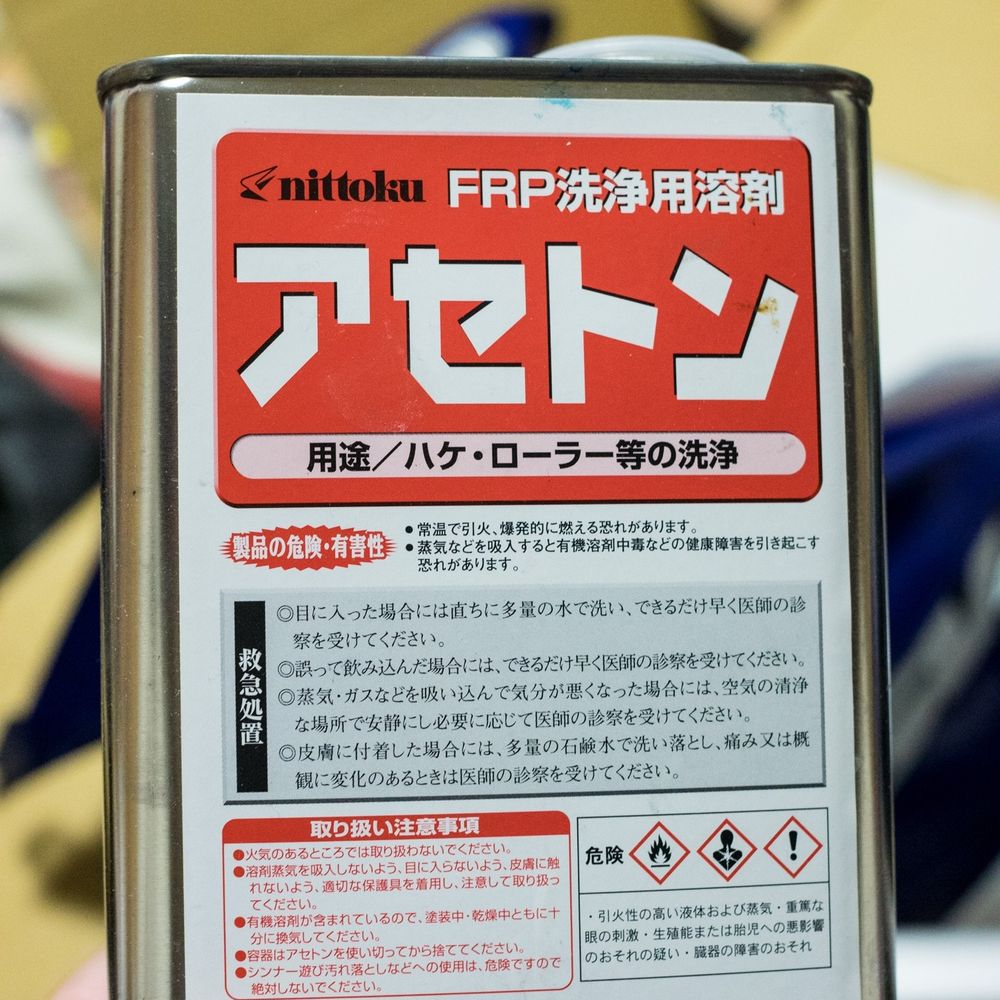 nittoku FRP洗浄用溶剤
アセトン
用途／ハケ・ローラー等の洗浄
製品の危険・有害性
●常温で引火、爆発的に燃える恐れがあります。
●蒸気などを吸入すると有機溶剤中毒などの健康障害を引き起こす
恐れがあります。
救急処置
◎目に入った場合には直ちに多量の水で洗い、できるだけ早く医師の診
察を受けてください。
◎誤って飲み込んだ場合には、できるだけ早く医師の診察を受けてください。
◎蒸気・ガスなどを吸い込んで気分が悪くなった場合には、空気の清浄
な場所で安静にし必要に応じて医師の診察を受けてください。
◎皮膚に付着した場合には、多量の石鹸水で洗い落とし、痛み又は概
観に変化のあるときは医師の診察を受けてください。
取り扱い注意事項
●火気のあるところでは取り扱わないでください。
●溶剤蒸気を吸入しないよう、目に入らないよう、皮膚に触
れないよう、適切な保護具を着用し、注意して取り扱っ
てください。
●有機溶剤が含まれているので、塗装中・乾燥中ともに十
分に換気してください。
●容器はアセトンを使い切ってから捨ててください。
●シンナー遊び汚れ落としなどへの使用は、危険ですので
絶対しないでください。
危険
・引火性の高い液体および蒸気・重篤な
眼の刺激・生殖能または胎児への悪影響
のおそれの疑い・臓器の障害のおそれ